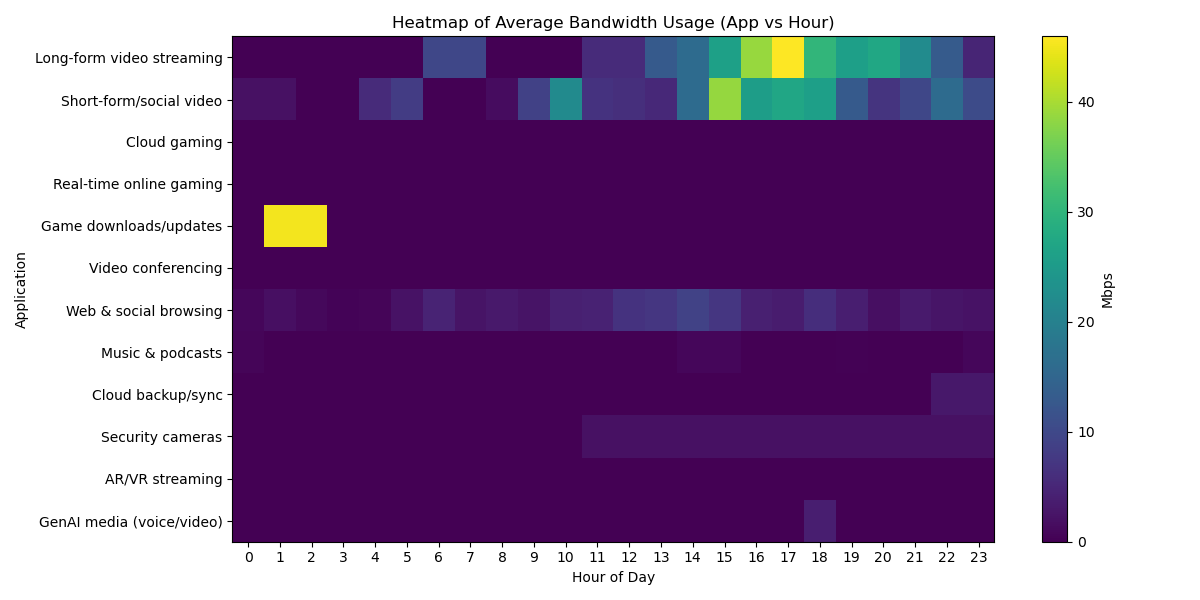 Heatmap of Average Bandwidth Usage (App vs Hour)
Application
Long-form video streaming
Short-form/social video
Cloud gaming
Real-time online gaming
Game downloads/updates
Video conferencing
Web & social browsing
Music & podcasts
Cloud backup/sync
Security cameras
AR/VR streaming
GenAI media (voice/video)
0 1 2 3 4 5 6 7 8 9 10 11 12 13 14 15 16 17 18 19 20 21 22 23
Hour of Day
40
30
20
10
0
Mbps